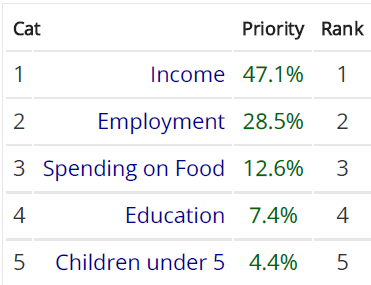 Cat Priority Rank
1 Income 47.1% 1
2 Employment 28.5% 2
3 Spending on Food 12.6% 3
4 Education 7.4% 4
5 Children under 5 4.4% 5